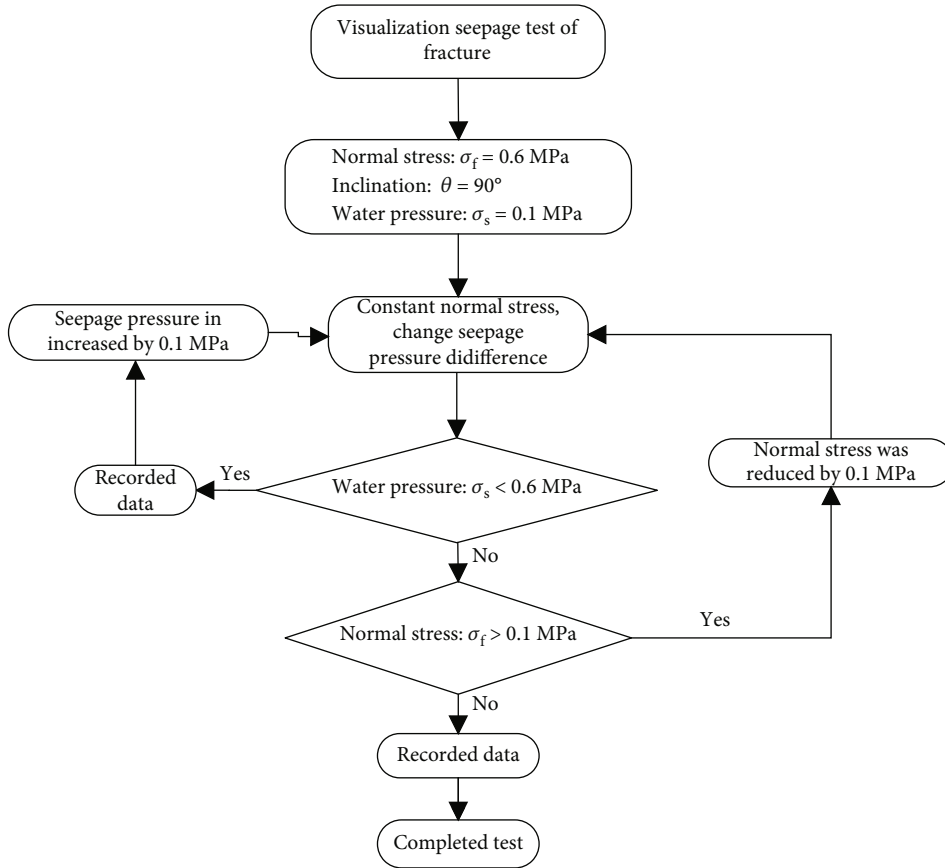 Visualization seepage test of
fracture
Normal stress: σf = 0.6 MPa
Inclination: θ = 90°
Water pressure: σs = 0.1 MPa
Constant normal stress,
change seepage
pressure didifference
Seepage pressure in
increased by 0.1 MPa
Recorded
data
Yes
Water pressure: σs < 0.6 MPa
No
Normal stress was
reduced by 0.1 MPa
Normal stress: σf > 0.1 MPa
Yes
No
Recorded data
Completed test